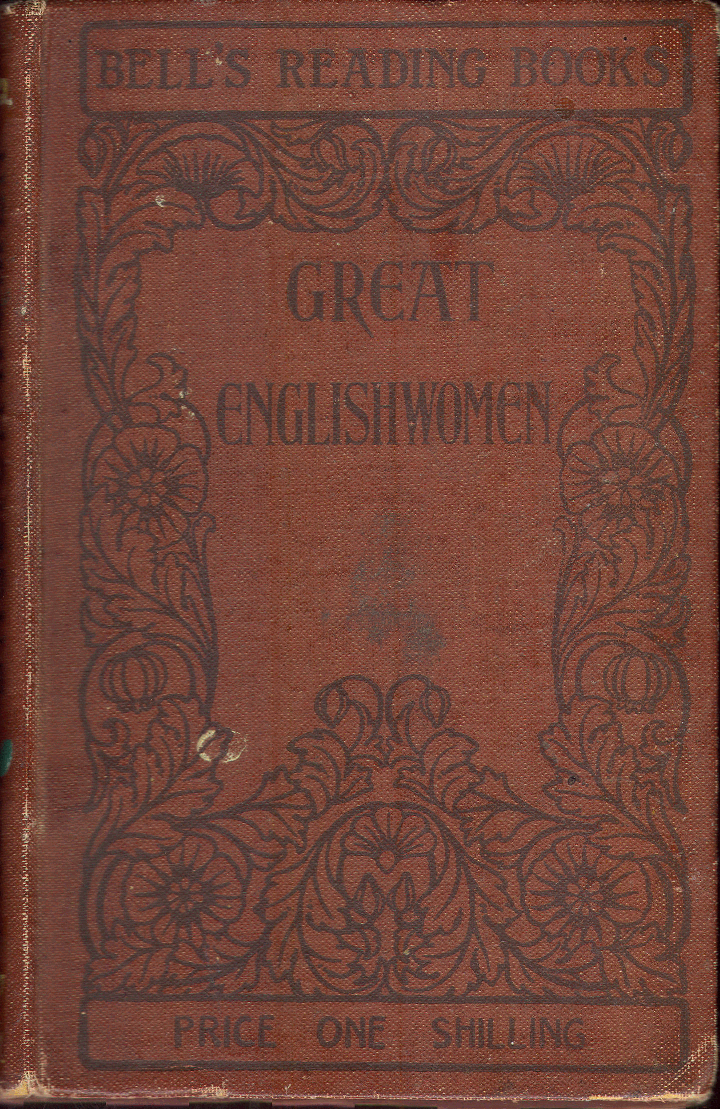 BELL'S READING BOOKS
GREAT
ENGLISHWOMEN
PRICE ONE SHILLING